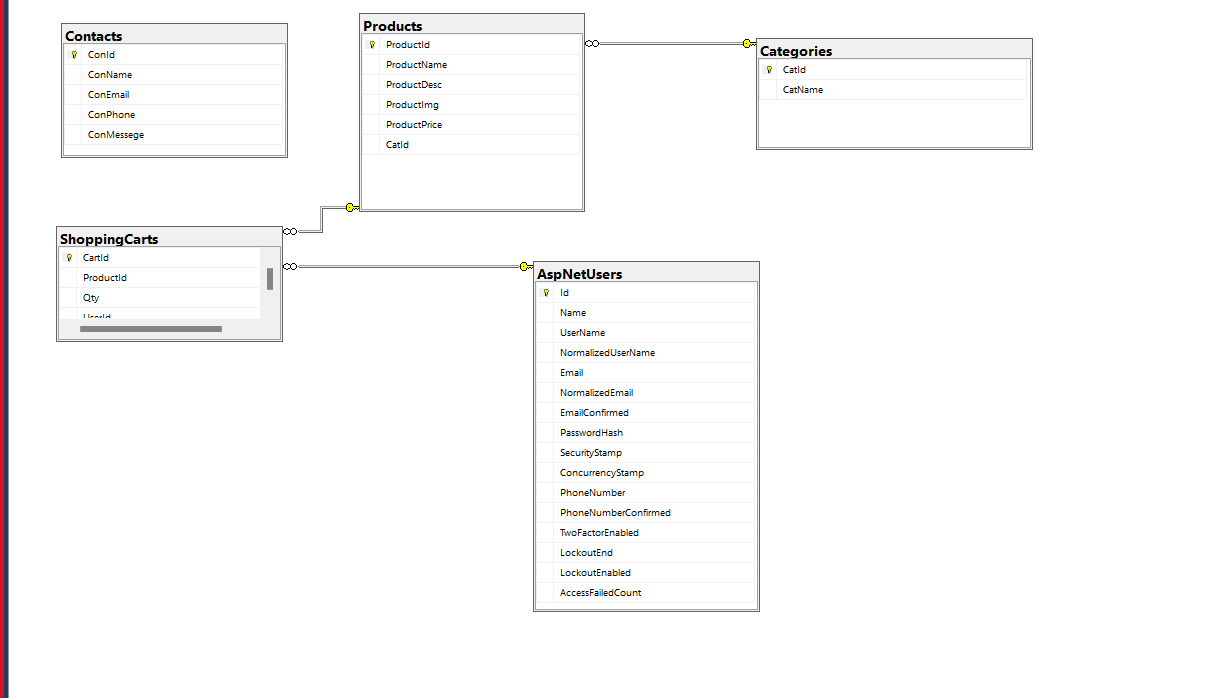 Contacts
ConId
ConName
ConEmail
ConPhone
ConMessege
Products
ProductId
ProductName
ProductDesc
ProductImg
ProductPrice
CatId
Categories
CatId
CatName
ShoppingCarts
CartId
ProductId
Qty
UserId
AspNetUsers
Id
Name
UserName
NormalizedUserName
Email
NormalizedEmail
EmailConfirmed
PasswordHash
SecurityStamp
ConcurrencyStamp
PhoneNumber
PhoneNumberConfirmed
TwoFactorEnabled
LockoutEnd
LockoutEnabled
AccessFailedCount